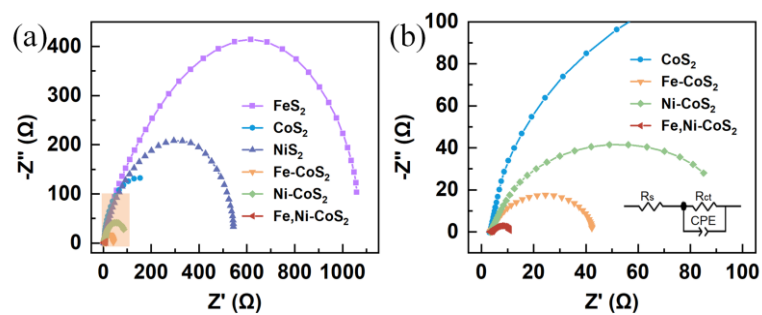 (a)
400
300
200
100
0
-Z'' (Ω)
FeS₂
CoS₂
NiS₂
Fe-CoS₂
Ni-CoS₂
Fe,Ni-CoS₂
0 200 400 600 800 1000
Z' (Ω)
(b)
100
80
60
40
20
0
-Z'' (Ω)
CoS₂
Fe-CoS₂
Ni-CoS₂
Fe,Ni-CoS₂
Rs Rct
CPE
0 20 40 60 80 100
Z' (Ω)